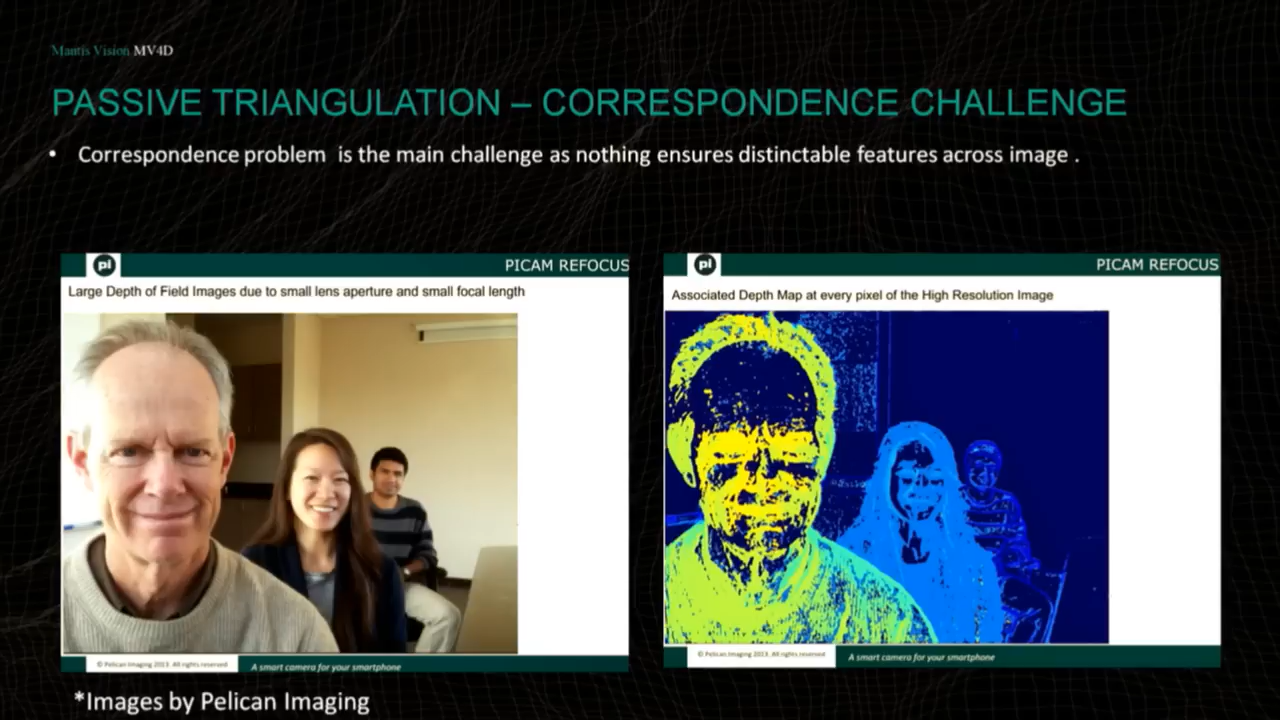 Mantis Vision MV4D
PASSIVE TRIANGULATION – CORRESPONDENCE CHALLENGE
• Correspondence problem is the main challenge as nothing ensures distinctable features across image .
pi
PICAM REFOCUS
Large Depth of Field Images due to small lens aperture and small focal length
© Pelican Imaging 2013. All rights reserved
A smart camera for your smartphone
pi
PICAM REFOCUS
Associated Depth Map at every pixel of the High Resolution Image
© Pelican Imaging 2013. All rights reserved
A smart camera for your smartphone
*Images by Pelican Imaging